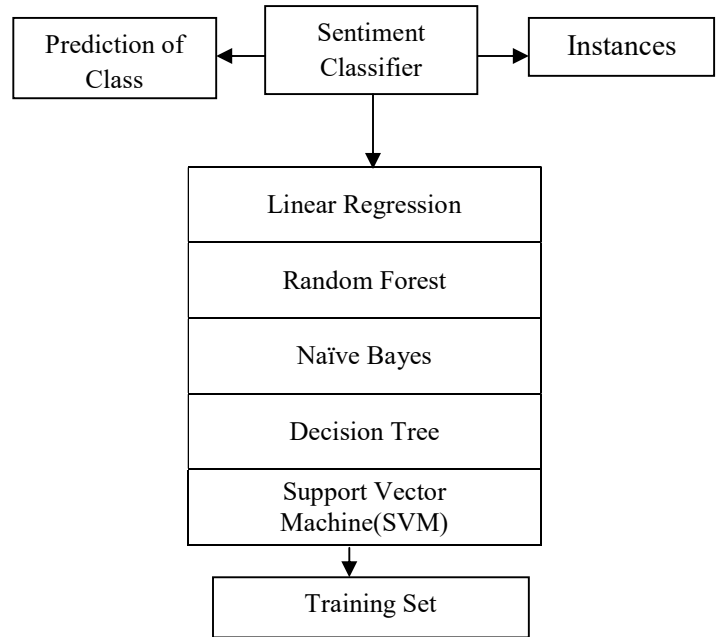 Prediction of
Class
Sentiment
Classifier
Instances
Linear Regression
Random Forest
Naïve Bayes
Decision Tree
Support Vector
Machine(SVM)
Training Set